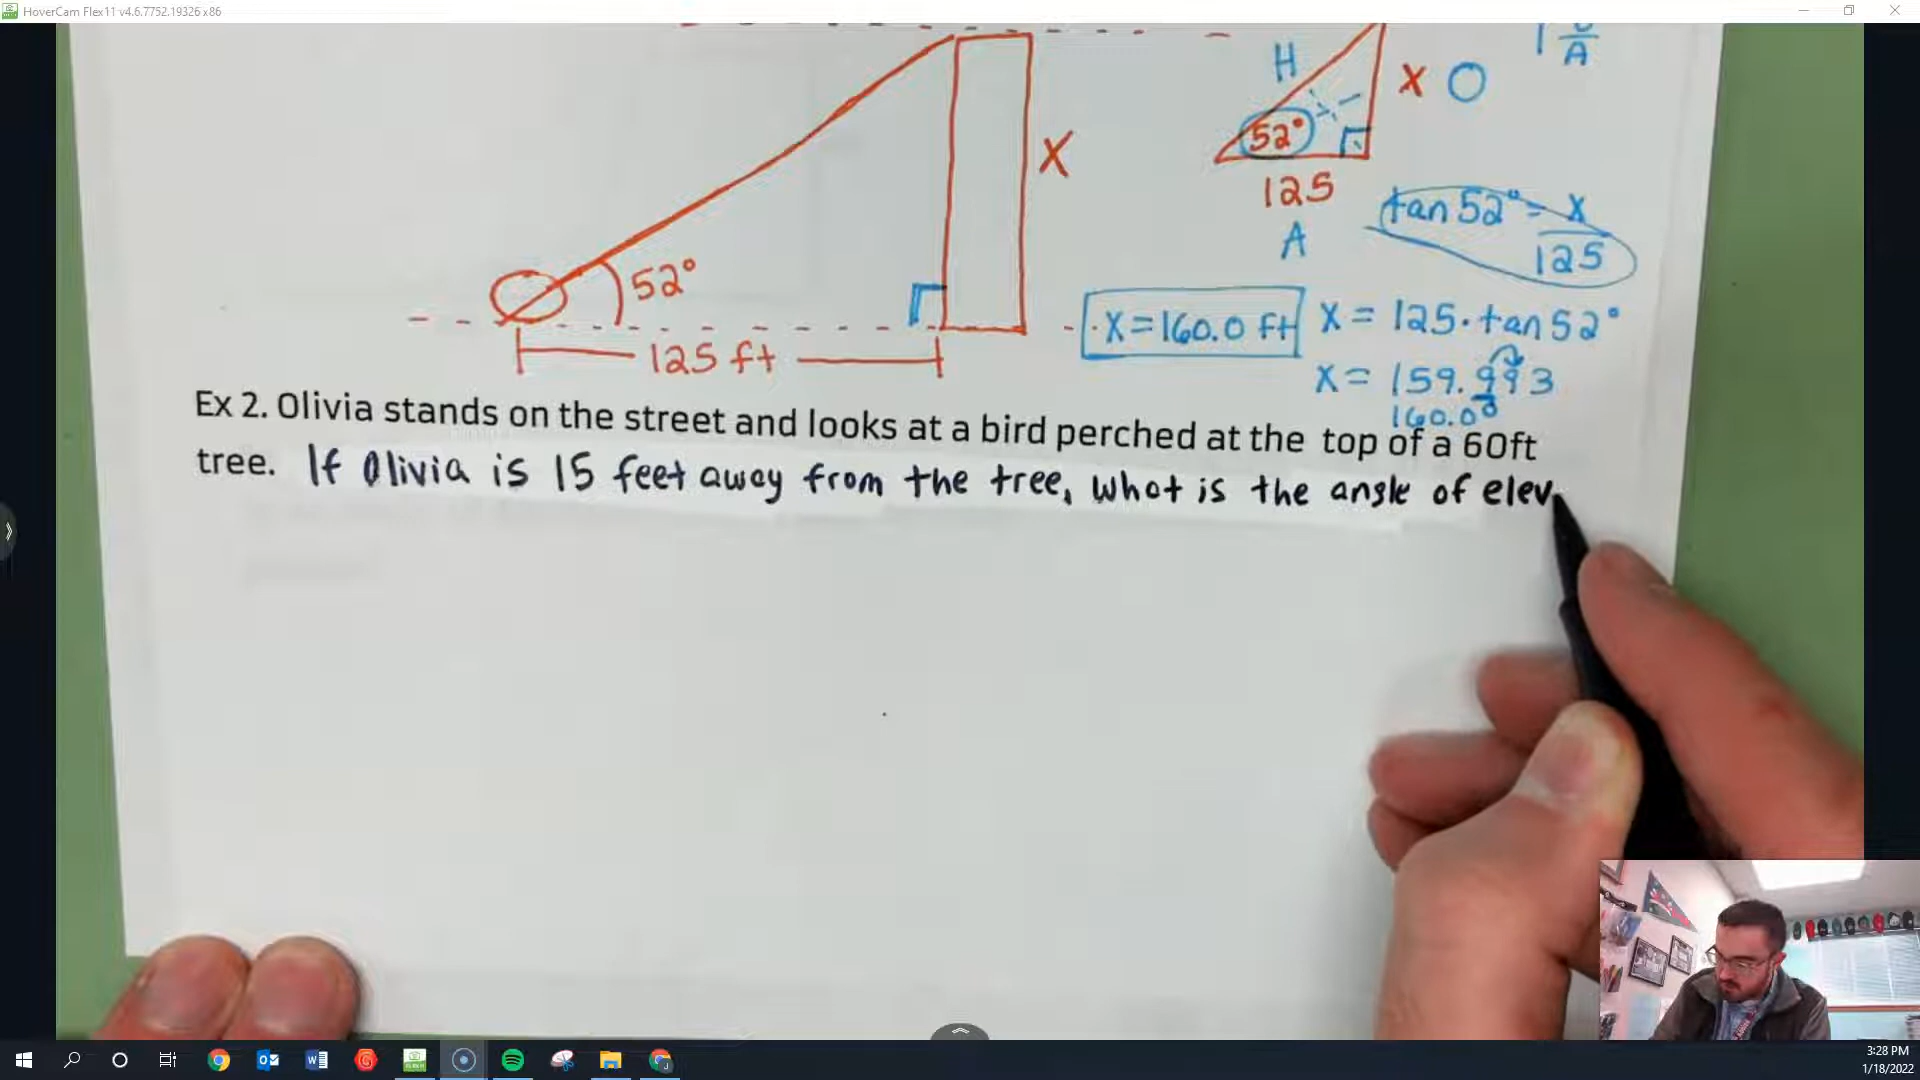 HoverCam Flex11 v4.6.7752.19326 x86
A
H
X O
52°
X
125
A
tan 52° = X
125
52°
X = 160.0 ft
X = 125 · tan 52°
125 ft
X = 159.993
160.0
Ex 2. Olivia stands on the street and looks at a bird perched at the top of a 60ft
tree. If Olivia is 15 feet away from the tree, what is the angle of elev
3:28 PM
1/18/2022